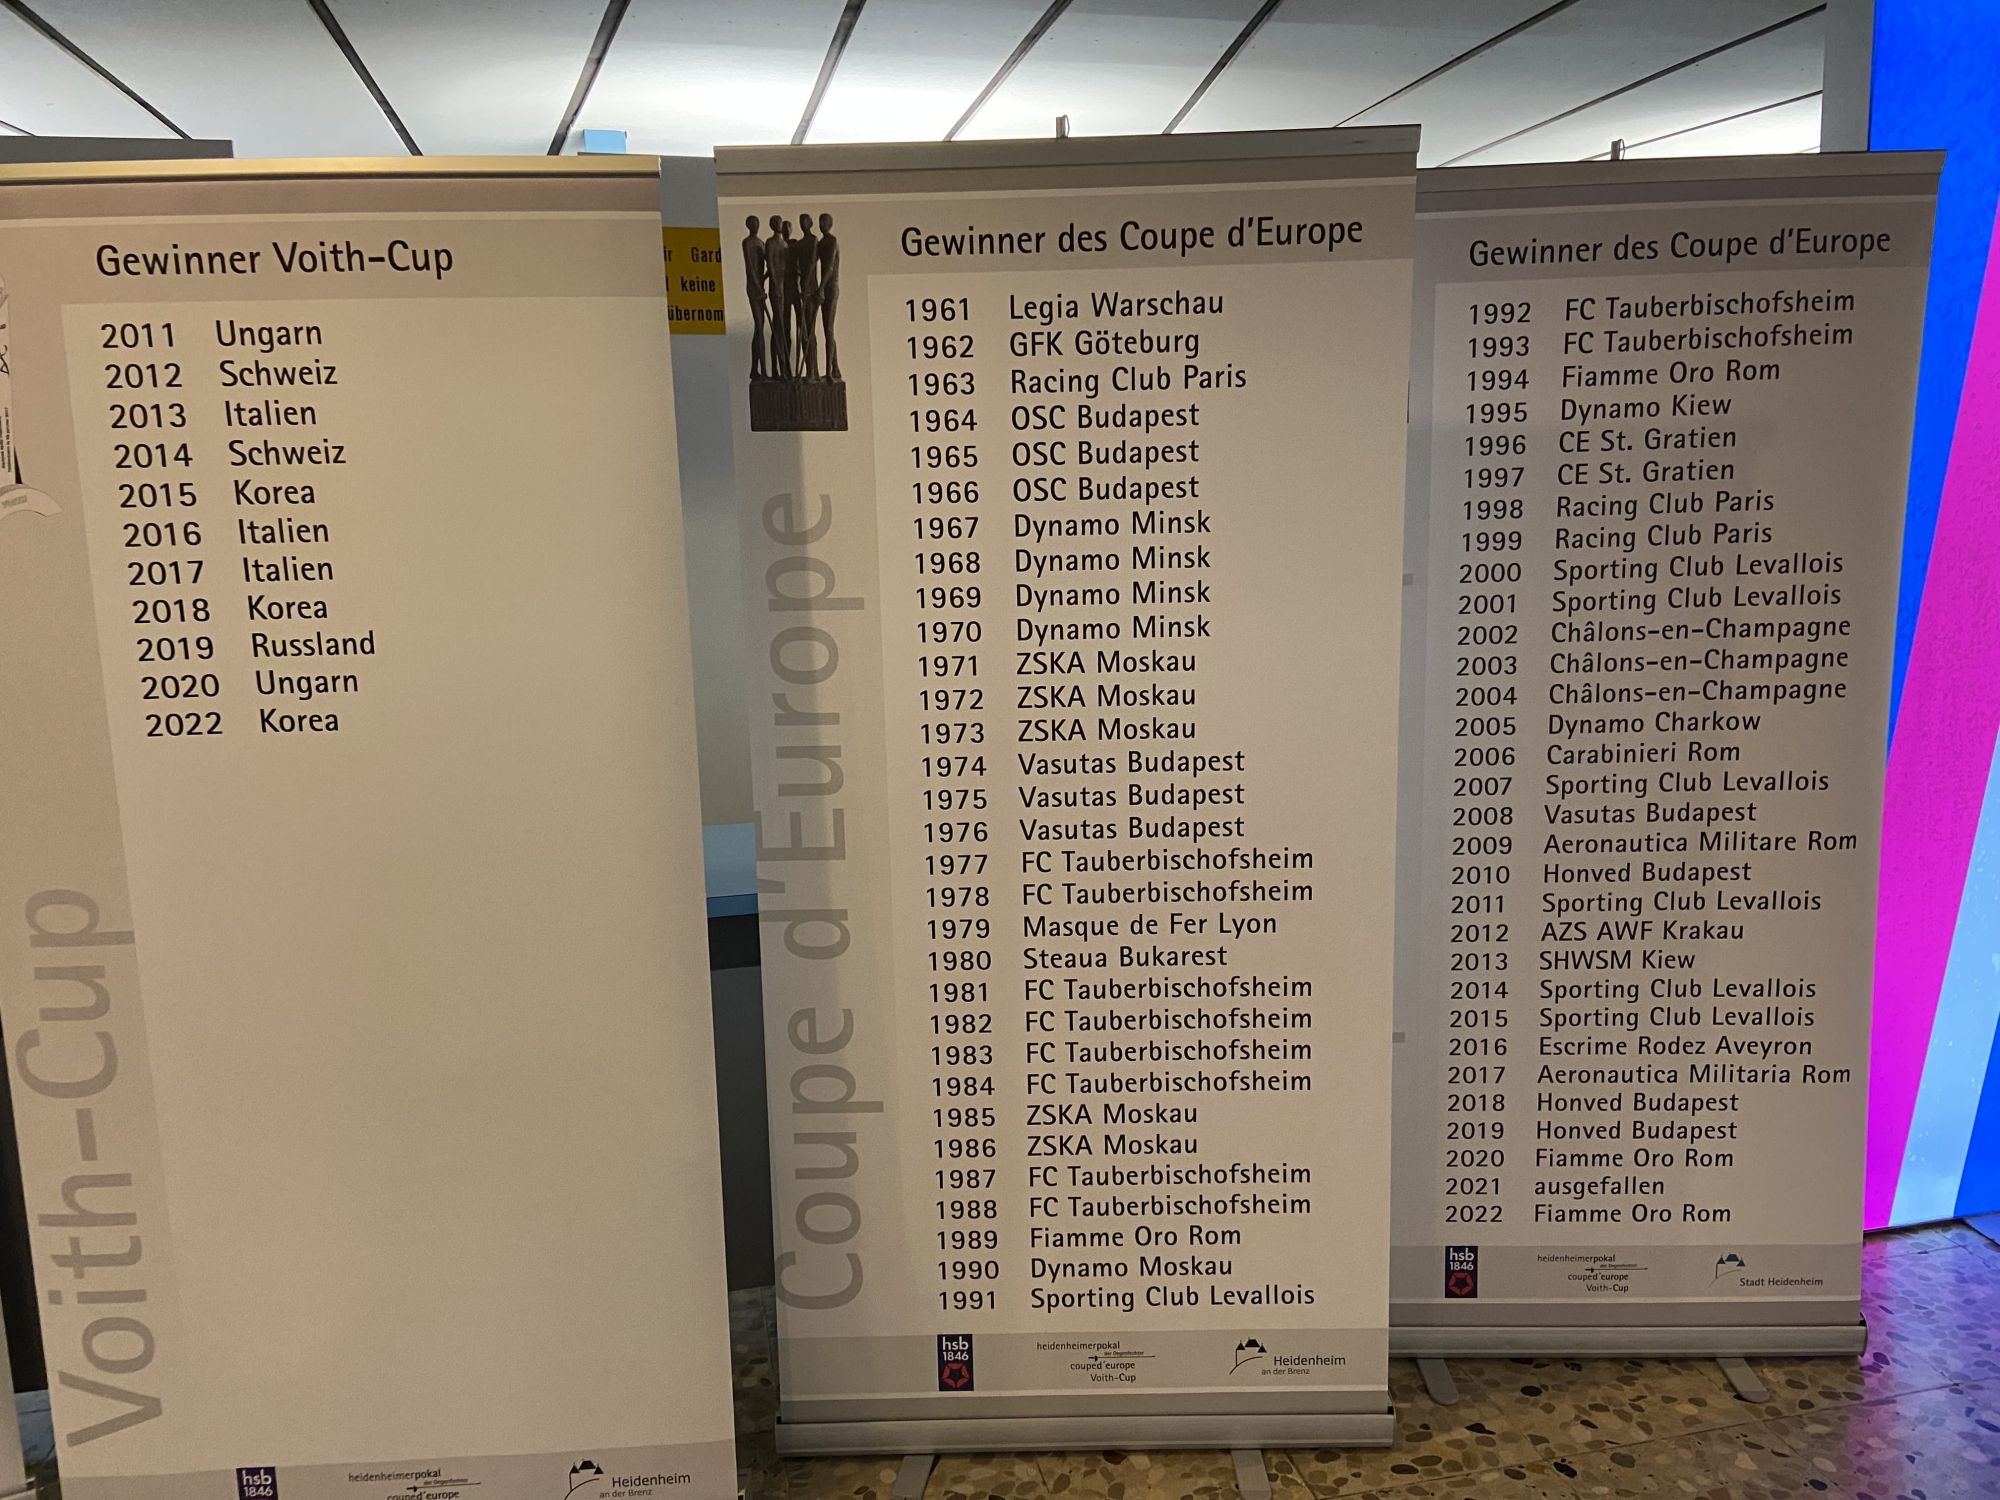 Gewinner Voith-Cup
2011 Ungarn
2012 Schweiz
2013 Italien
2014 Schweiz
2015 Korea
2016 Italien
2017 Italien
2018 Korea
2019 Russland
2020 Ungarn
2022 Korea
Voith-Cup
hsb
1846
heidenheimerpokal
couped'europe
Heidenheim
an der Brenz
Gard
keine
übernom
Gewinner des Coupe d'Europe
1961 Legia Warschau
1962 GFK Göteburg
1963 Racing Club Paris
1964 OSC Budapest
1965 OSC Budapest
1966 OSC Budapest
1967 Dynamo Minsk
1968 Dynamo Minsk
1969 Dynamo Minsk
1970 Dynamo Minsk
1971 ZSKA Moskau
1972 ZSKA Moskau
1973 ZSKA Moskau
1974 Vasutas Budapest
1975 Vasutas Budapest
1976 Vasutas Budapest
1977 FC Tauberbischofsheim
1978 FC Tauberbischofsheim
1979 Masque de Fer Lyon
1980 Steaua Bukarest
1981 FC Tauberbischofsheim
1982 FC Tauberbischofsheim
1983 FC Tauberbischofsheim
1984 FC Tauberbischofsheim
1985 ZSKA Moskau
1986 ZSKA Moskau
1987 FC Tauberbischofsheim
1988 FC Tauberbischofsheim
1989 Fiamme Oro Rom
1990 Dynamo Moskau
1991 Sporting Club Levallois
Coupe d'Europe
hsb
1846
heidenheimerpokal
der Degenfechter
couped'europe
Voith-Cup
Heidenheim
an der Brenz
Gewinner des Coupe d'Europe
1992 FC Tauberbischofsheim
1993 FC Tauberbischofsheim
1994 Fiamme Oro Rom
1995 Dynamo Kiew
1996 CE St. Gratien
1997 CE St. Gratien
1998 Racing Club Paris
1999 Racing Club Paris
2000 Sporting Club Levallois
2001 Sporting Club Levallois
2002 Châlons-en-Champagne
2003 Châlons-en-Champagne
2004 Châlons-en-Champagne
2005 Dynamo Charkow
2006 Carabinieri Rom
2007 Sporting Club Levallois
2008 Vasutas Budapest
2009 Aeronautica Militare Rom
2010 Honved Budapest
2011 Sporting Club Levallois
2012 AZS AWF Krakau
2013 SHWSM Kiew
2014 Sporting Club Levallois
2015 Sporting Club Levallois
2016 Escrime Rodez Aveyron
2017 Aeronautica Militaria Rom
2018 Honved Budapest
2019 Honved Budapest
2020 Fiamme Oro Rom
2021 ausgefallen
2022 Fiamme Oro Rom
hsb
1846
heidenheimerpokal
der Degenfechter
couped'europe
Voith-Cup
Stadt Heidenheim